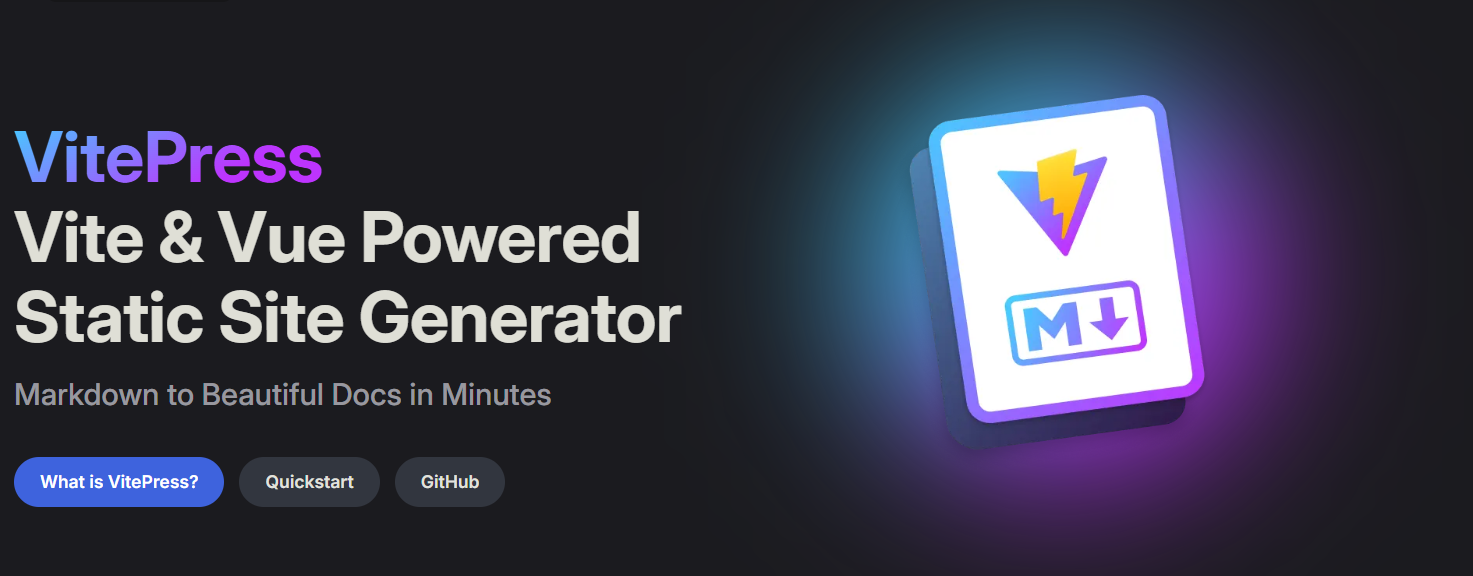 VitePress
Vite & Vue Powered
Static Site Generator
Markdown to Beautiful Docs in Minutes
What is VitePress?
Quickstart
GitHub
M